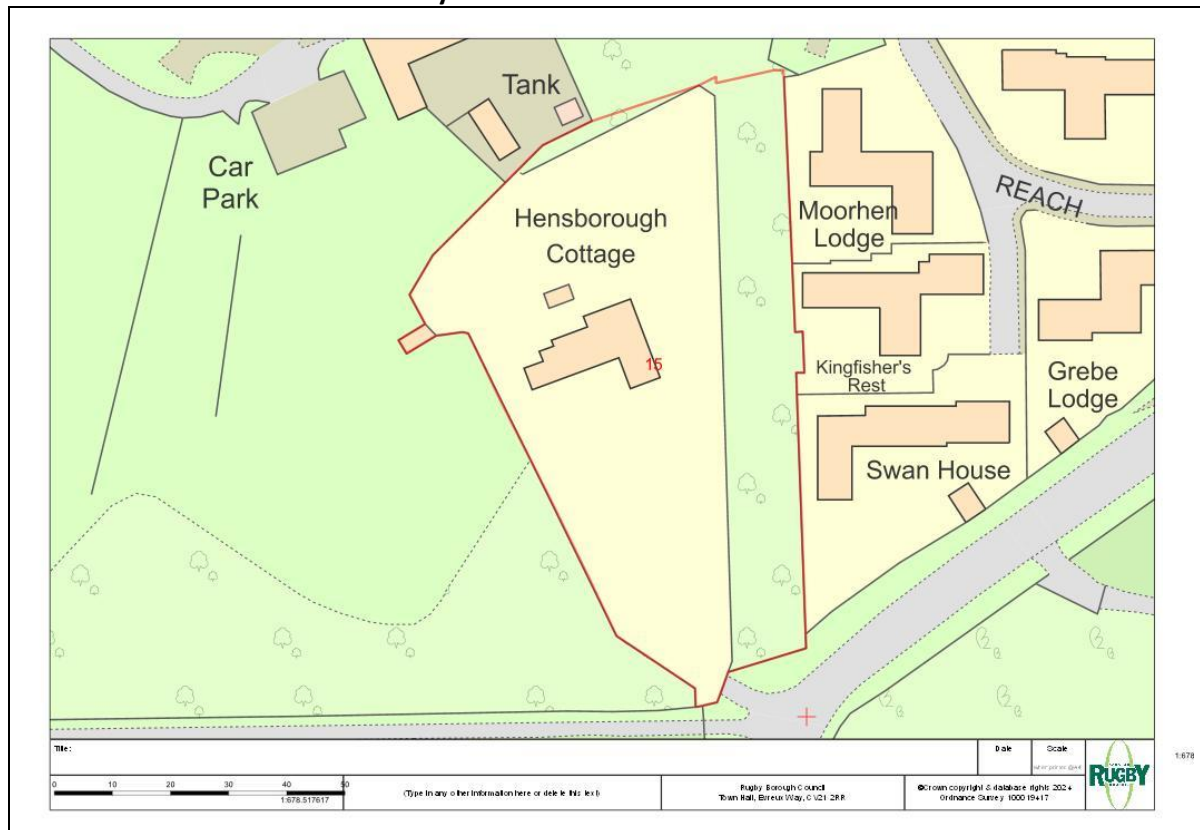 Tank
Car
Park
Hensborough
Cottage
15
Moorhen
Lodge
REACH
Kingfisher's
Rest
Grebe
Lodge
Swan House
Title:
Date
Scale
0 10 20 30 40 50
1:678.517617
(Type in any other information here or delete this text)
Rugby Borough Council
Town Hall, Evreux Way, CV21 2RR
©Crown copyright & database rights 2024
Ordnance Survey 100019417
RUGBY
1:678